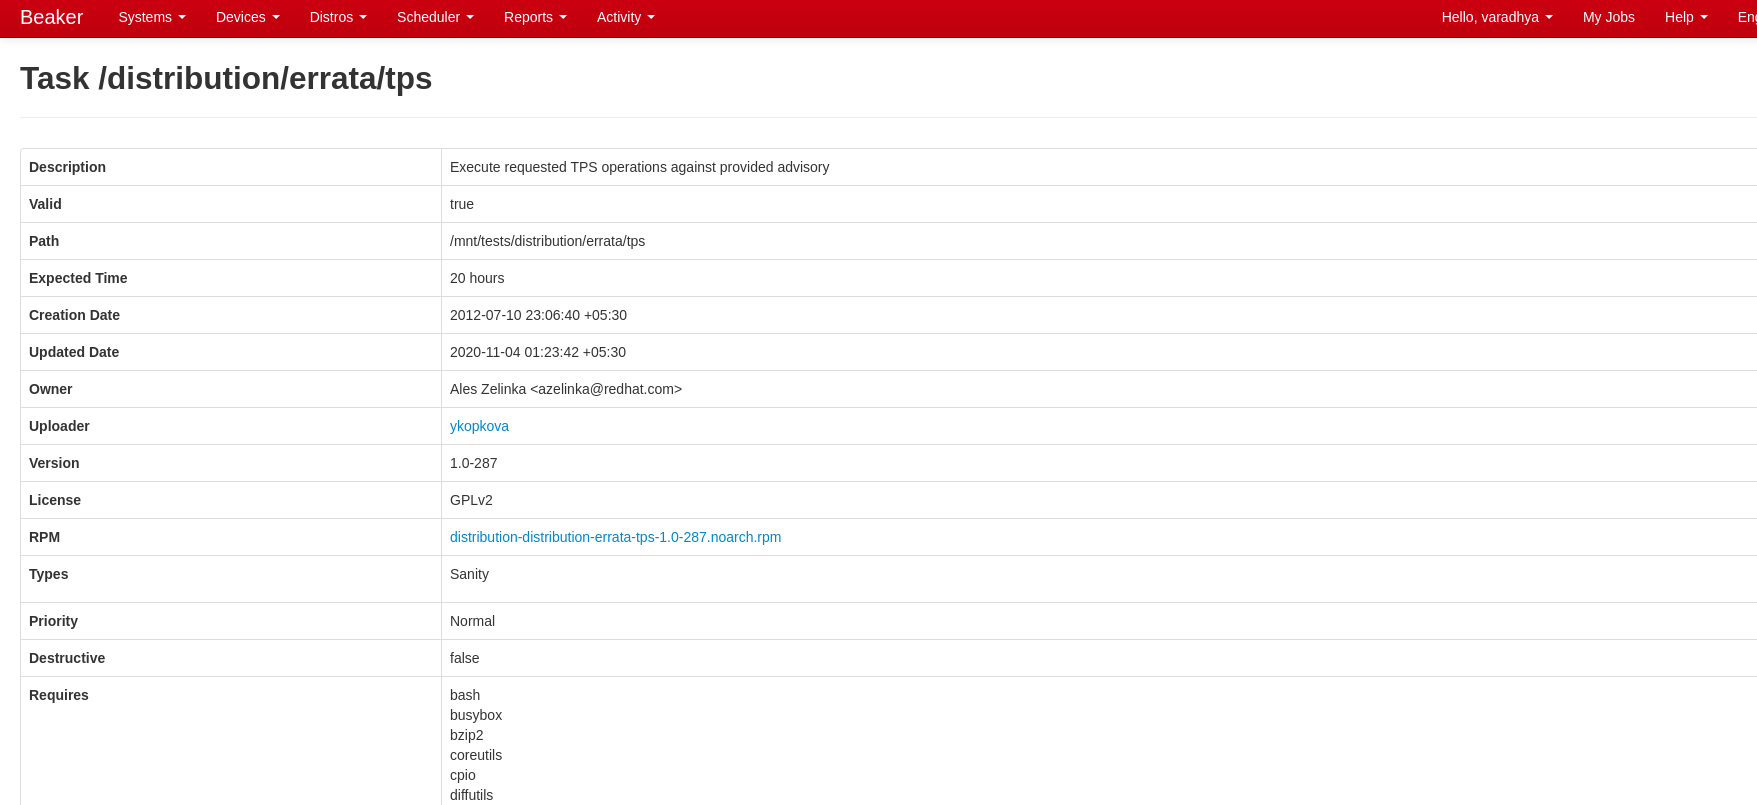 Beaker Systems Devices Distros Scheduler Reports Activity Hello, varadhya My Jobs Help
Task /distribution/errata/tps
Description Execute requested TPS operations against provided advisory
Valid true
Path /mnt/tests/distribution/errata/tps
Expected Time 20 hours
Creation Date 2012-07-10 23:06:40 +05:30
Updated Date 2020-11-04 01:23:42 +05:30
Owner Ales Zelinka <azelinka@redhat.com>
Uploader ykopkova
Version 1.0-287
License GPLv2
RPM distribution-distribution-errata-tps-1.0-287.noarch.rpm
Types Sanity
Priority Normal
Destructive false
Requires bash
busybox
bzip2
coreutils
cpio
diffutils